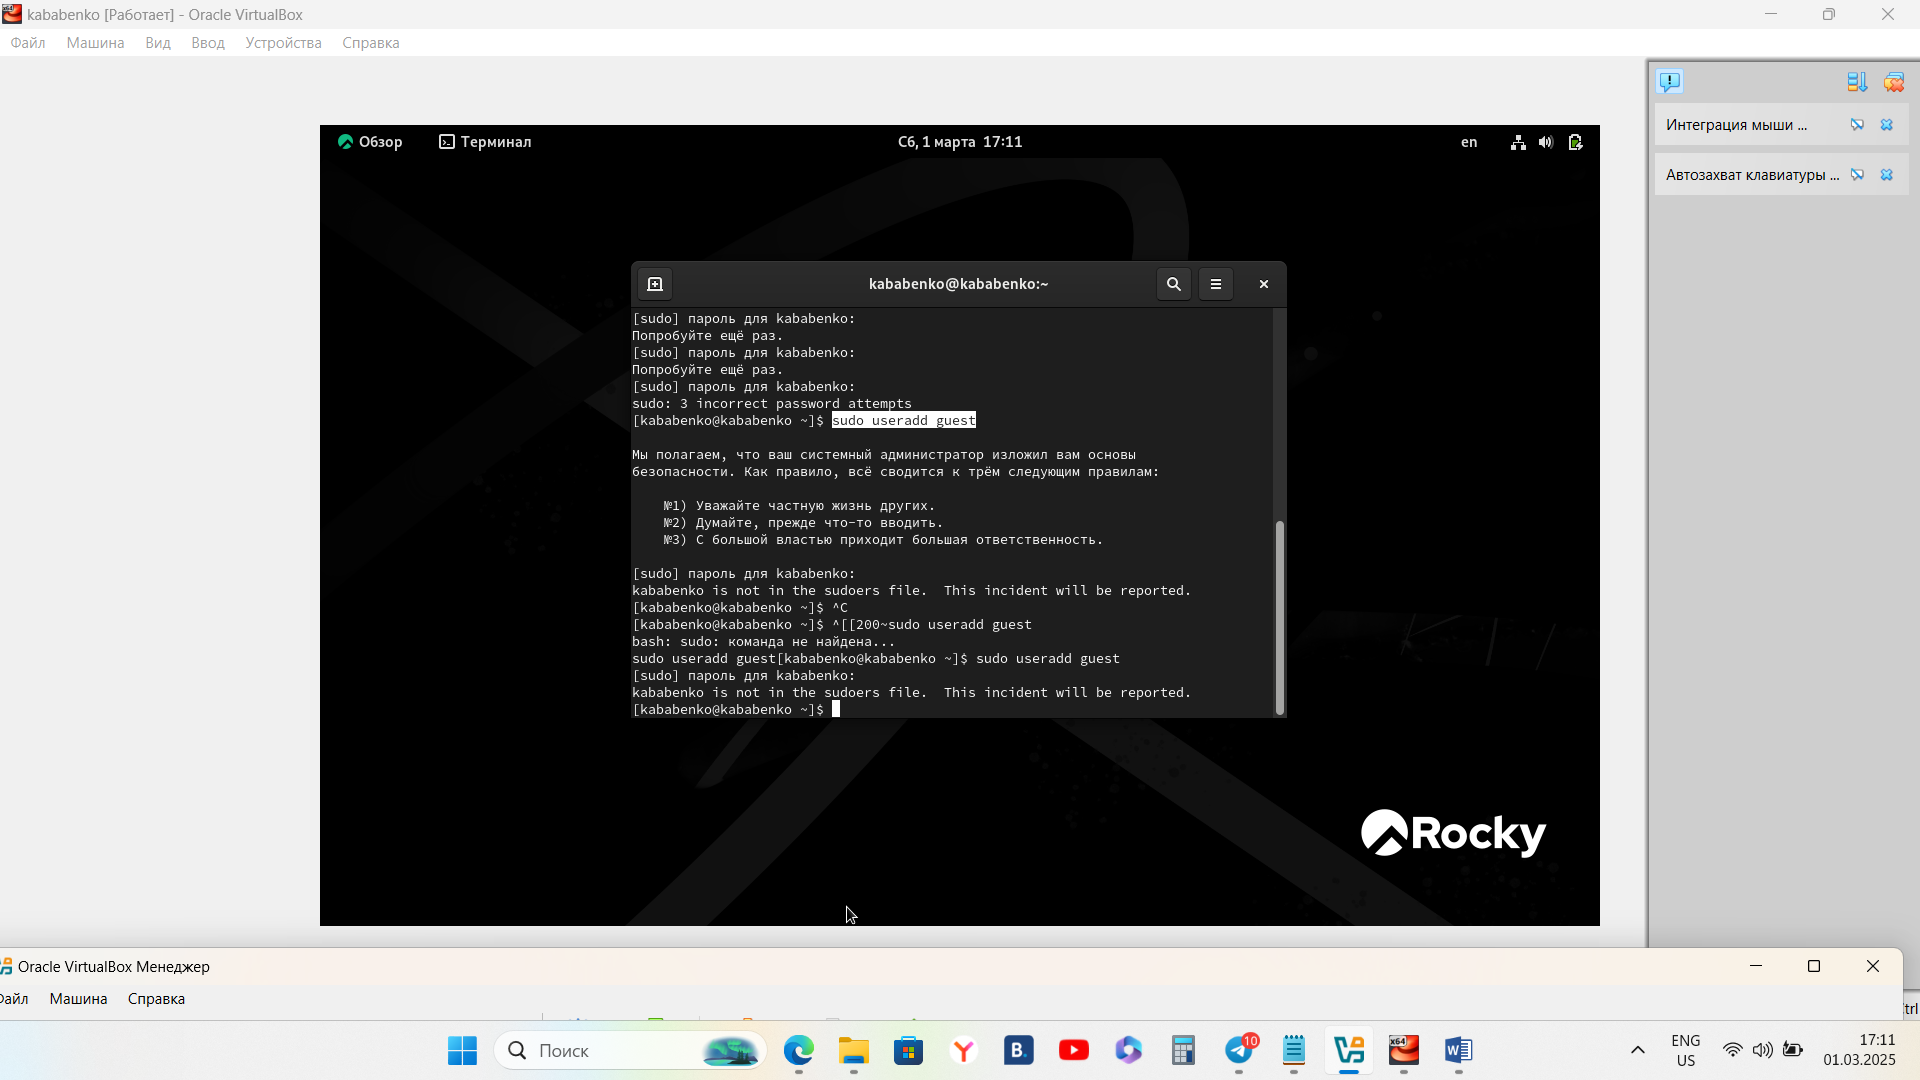 kababenko [Работает] - Oracle VirtualBox
Файл Машина Вид Ввод Устройства Справка
Интеграция мыши ...
Автозахват клавиатуры ...
Обзор Терминал Сб, 1 марта 17:11 en
kababenko@kababenko:~
[sudo] пароль для kababenko:
Попробуйте ещё раз.
[sudo] пароль для kababenko:
Попробуйте ещё раз.
[sudo] пароль для kababenko:
sudo: 3 incorrect password attempts
[kababenko@kababenko ~]$ sudo useradd guest
Мы полагаем, что ваш системный администратор изложил вам основы
безопасности. Как правило, всё сводится к трём следующим правилам:
№1) Уважайте частную жизнь других.
№2) Думайте, прежде что-то вводить.
№3) С большой властью приходит большая ответственность.
[sudo] пароль для kababenko:
kababenko is not in the sudoers file.  This incident will be reported.
[kababenko@kababenko ~]$ ^C
[kababenko@kababenko ~]$ ^[[200~sudo useradd guest
bash: sudo: команда не найдена...
sudo useradd guest[kababenko@kababenko ~]$ sudo useradd guest
[sudo] пароль для kababenko:
kababenko is not in the sudoers file.  This incident will be reported.
[kababenko@kababenko ~]$
Rocky
Oracle VirtualBox Менеджер
Файл Машина Справка
trl
Поиск
B.
10
x64
ENG
US
17:11
01.03.2025